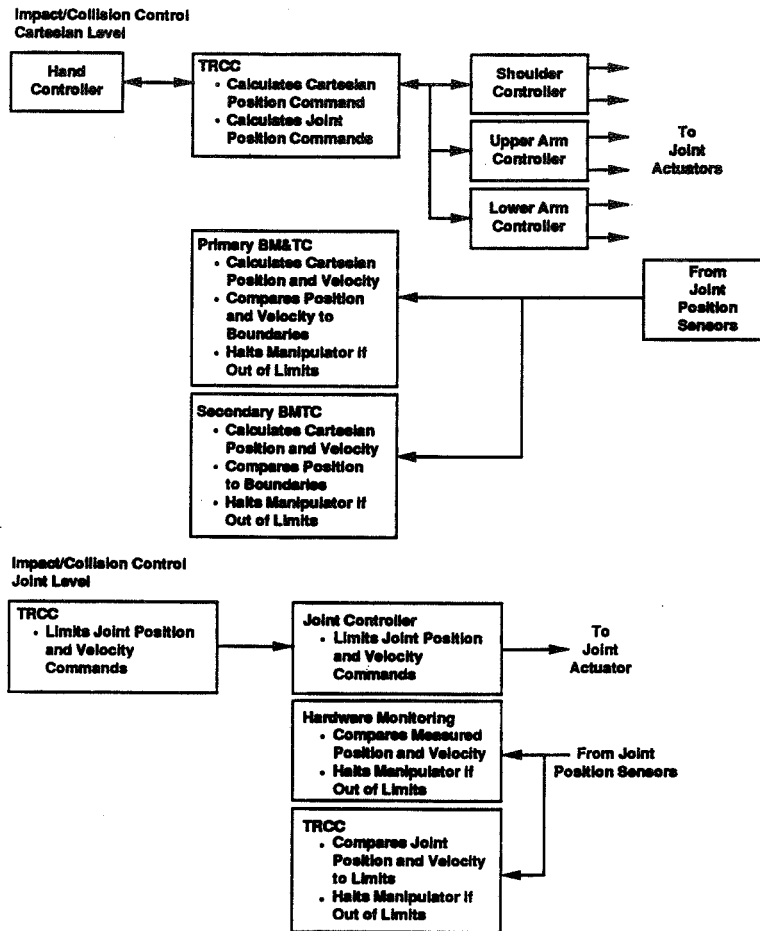 Impact/Collision Control
Cartesian Level
Hand
Controller
TRCC
• Calculates Cartesian
Position Command
• Calculates Joint
Position Commands
Shoulder
Controller
Upper Arm
Controller
Lower Arm
Controller
To
Joint
Actuators
Primary BM&TC
• Calculates Cartesian
Position and Velocity
• Compares Position
and Velocity to
Boundaries
• Halts Manipulator if
Out of Limits
From
Joint
Position
Sensors
Secondary BMTC
• Calculates Cartesian
Position and Velocity
• Compares Position
to Boundaries
• Halts Manipulator if
Out of Limits
Impact/Collision Control
Joint Level
TRCC
• Limits Joint Position
and Velocity
Commands
Joint Controller
• Limits Joint Position
and Velocity
Commands
To
Joint
Actuator
Hardware Monitoring
• Compares Measured
Position and Velocity
• Halts Manipulator if
Out of Limits
From Joint
Position Sensors
TRCC
• Compares Joint
Position and Velocity
to Limits
• Halts Manipulator if
Out of Limits